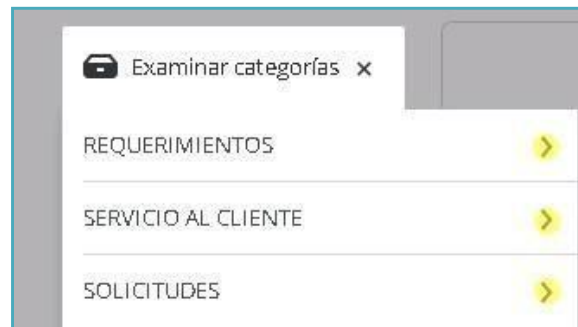 Examinar categorías ×
REQUERIMIENTOS
SERVICIO AL CLIENTE
SOLICITUDES